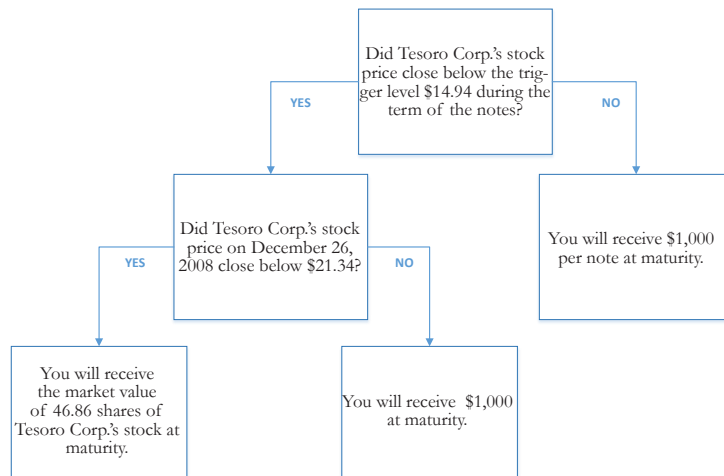 Did Tesoro Corp.'s stock
price close below the trig-
ger level $14.94 during the
term of the notes?
YES
NO
Did Tesoro Corp.'s stock
price on December 26,
2008 close below $21.34?
You will receive $1,000
per note at maturity.
YES
NO
You will receive
the market value
of 46.86 shares of
Tesoro Corp.'s stock at
maturity.
You will receive $1,000
at maturity.